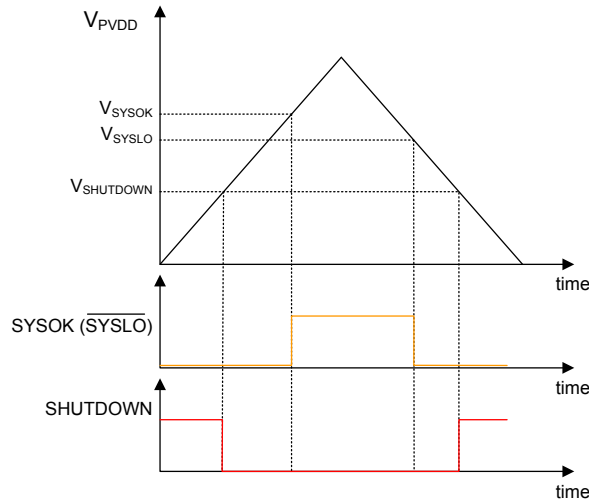 VPVDD
VSYSOK
VSYSLO
VSHUTDOWN
time
SYSOK (SYSLO)
time
SHUTDOWN
time